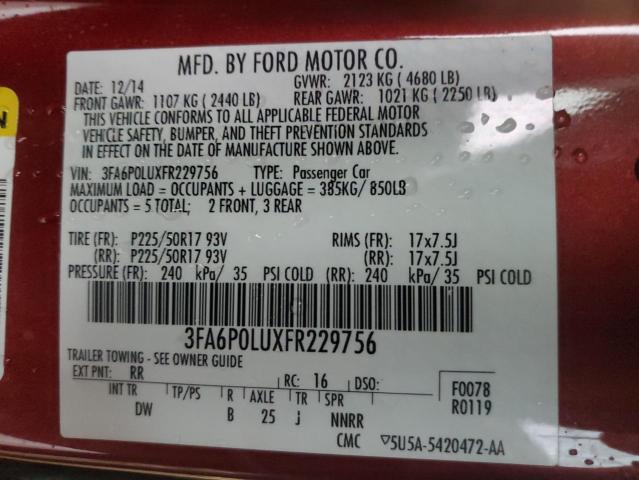 MFD. BY FORD MOTOR CO.
DATE: 12/14 GVWR: 2123 KG ( 4680 LB)
FRONT GAWR: 1107 KG ( 2440 LB) REAR GAWR: 1021 KG ( 2250 LB)
THIS VEHICLE CONFORMS TO ALL APPLICABLE FEDERAL MOTOR
VEHICLE SAFETY, BUMPER, AND THEFT PREVENTION STANDARDS
IN EFFECT ON THE DATE OF MANUFACTURE SHOWN ABOVE.
VIN: 3FA6P0LUXFR229756 TYPE: Passenger Car
MAXIMUM LOAD = OCCUPANTS + LUGGAGE = 385KG/ 850LB
OCCUPANTS = 5 TOTAL; 2 FRONT, 3 REAR
TIRE (FR): P225/50R17 93V RIMS (FR): 17x7.5J
(RR): P225/50R17 93V (RR): 17x7.5J
PRESSURE (FR): 240 kPa/ 35 PSI COLD (RR): 240 kPa/ 35 PSI COLD
3FA6P0LUXFR229756
TRAILER TOWING - SEE OWNER GUIDE
EXT PNT: RR RC: 16 DSO: F0078
INT TR TP/PS R AXLE TR SPR R0119
DW B 25 j NNRR
CMC ▽5U5A-5420472-AA